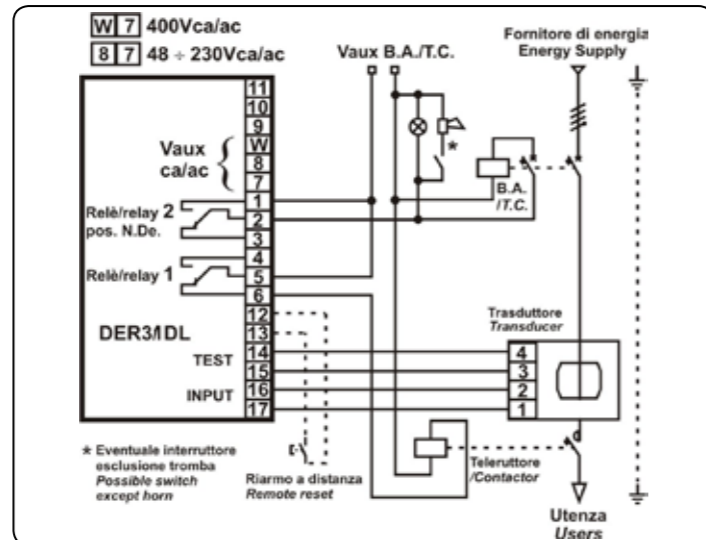 W 7 400Vca/ac
8 7 48 ÷ 230Vca/ac
Vaux B.A./T.C.
Fornitore di energia
Energy Supply
11
10
9
W
8
7
Vaux
ca/ac
1
2
3
Relè/relay 2
pos. N.De.
4
5
6
Relè/relay 1
12
13
14
15
16
17
DER3/IDL
TEST
INPUT
*
B.A.
/T.C.
Trasduttore
Transducer
4
3
2
1
* Eventuale interruttore
esclusione tromba
Possible switch
except horn
Riarmo a distanza
Remote reset
Teleruttore
/Contactor
Utenza
Users